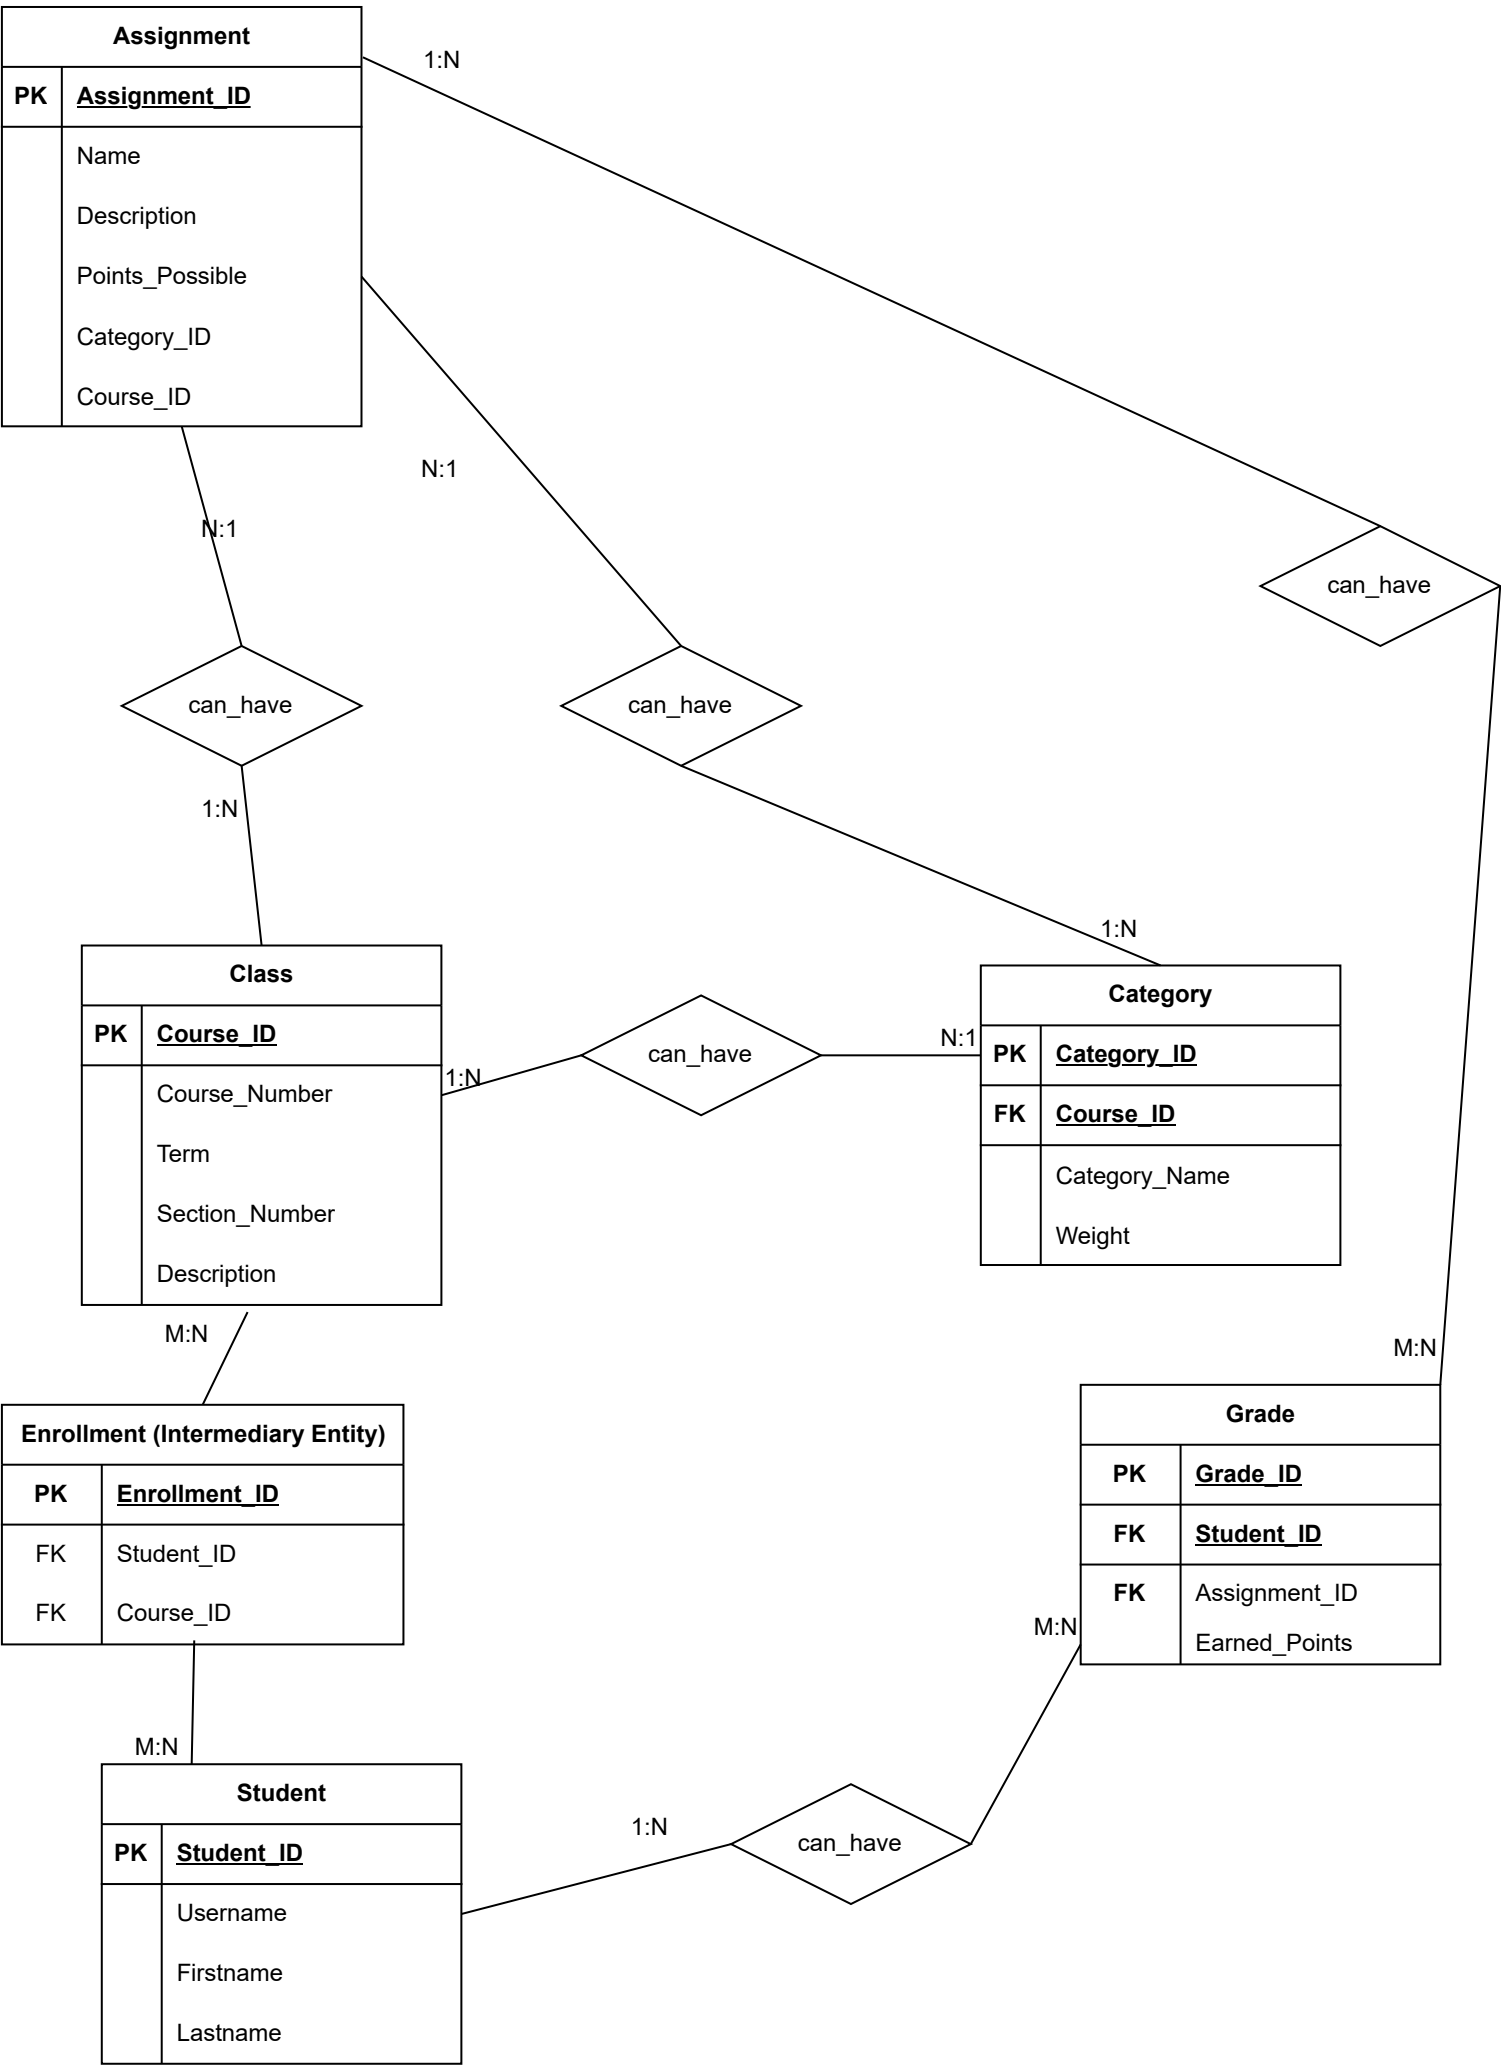 Assignment
PK Assignment_ID
Name
Description
Points_Possible
Category_ID
Course_ID
1:N
N:1
N:1
can_have
can_have
can_have
1:N
1:N
Class
PK Course_ID
Course_Number
Term
Section_Number
Description
1:N
can_have
N:1
Category
PK Category_ID
FK Course_ID
Category_Name
Weight
M:N
M:N
Enrollment (Intermediary Entity)
PK Enrollment_ID
FK Student_ID
FK Course_ID
Grade
PK Grade_ID
FK Student_ID
FK Assignment_ID
Earned_Points
M:N
M:N
Student
PK Student_ID
Username
Firstname
Lastname
1:N
can_have